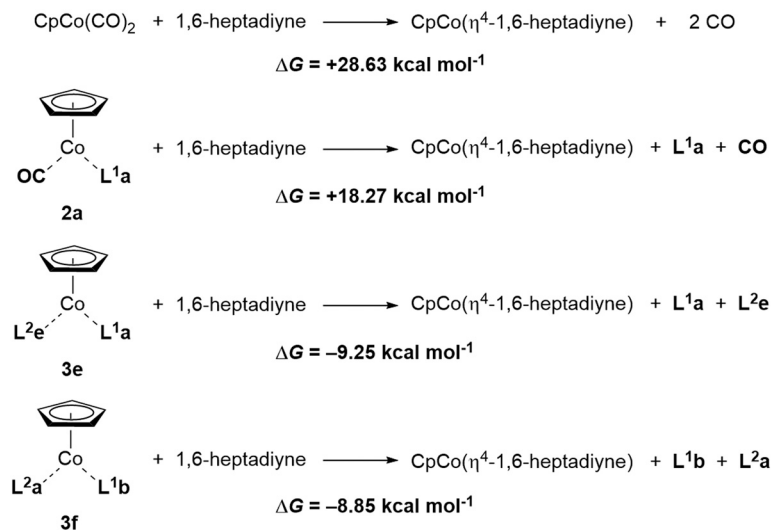 CpCo(CO)₂ + 1,6-heptadiyne CpCo(η⁴-1,6-heptadiyne) + 2 CO
ΔG = +28.63 kcal mol⁻¹
Co + 1,6-heptadiyne CpCo(η⁴-1,6-heptadiyne) + L¹a + CO
OC L¹a
ΔG = +18.27 kcal mol⁻¹
2a
Co + 1,6-heptadiyne CpCo(η⁴-1,6-heptadiyne) + L¹a + L²e
L²e L¹a
ΔG = –9.25 kcal mol⁻¹
3e
Co + 1,6-heptadiyne CpCo(η⁴-1,6-heptadiyne) + L¹b + L²a
L²a L¹b
ΔG = –8.85 kcal mol⁻¹
3f